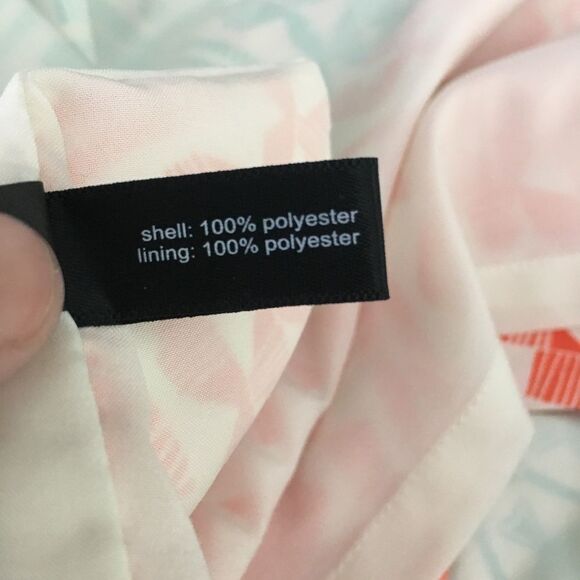 shell: 100% polyester
lining: 100% polyester